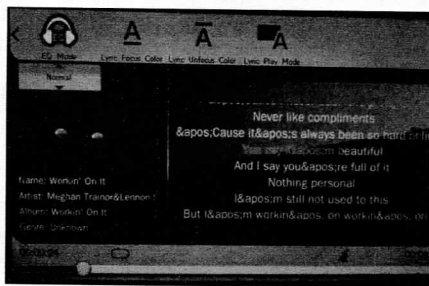 EQ Mode
Lyric Focus Color
Lyric Unfocus Color
Lyric Play Mode
Normal
Never like compliments
&apos;Cause it&apos;s always been so hard
beautiful
And I say you&apos;re full of it
Nothing personal
I&apos;m still not used to this
But I&apos;m workin&apos; on workin&apos; on
Name: Workin' On It
Artist: Meghan Trainor&Lennon
Album: Workin' On It
Genre: Unknown